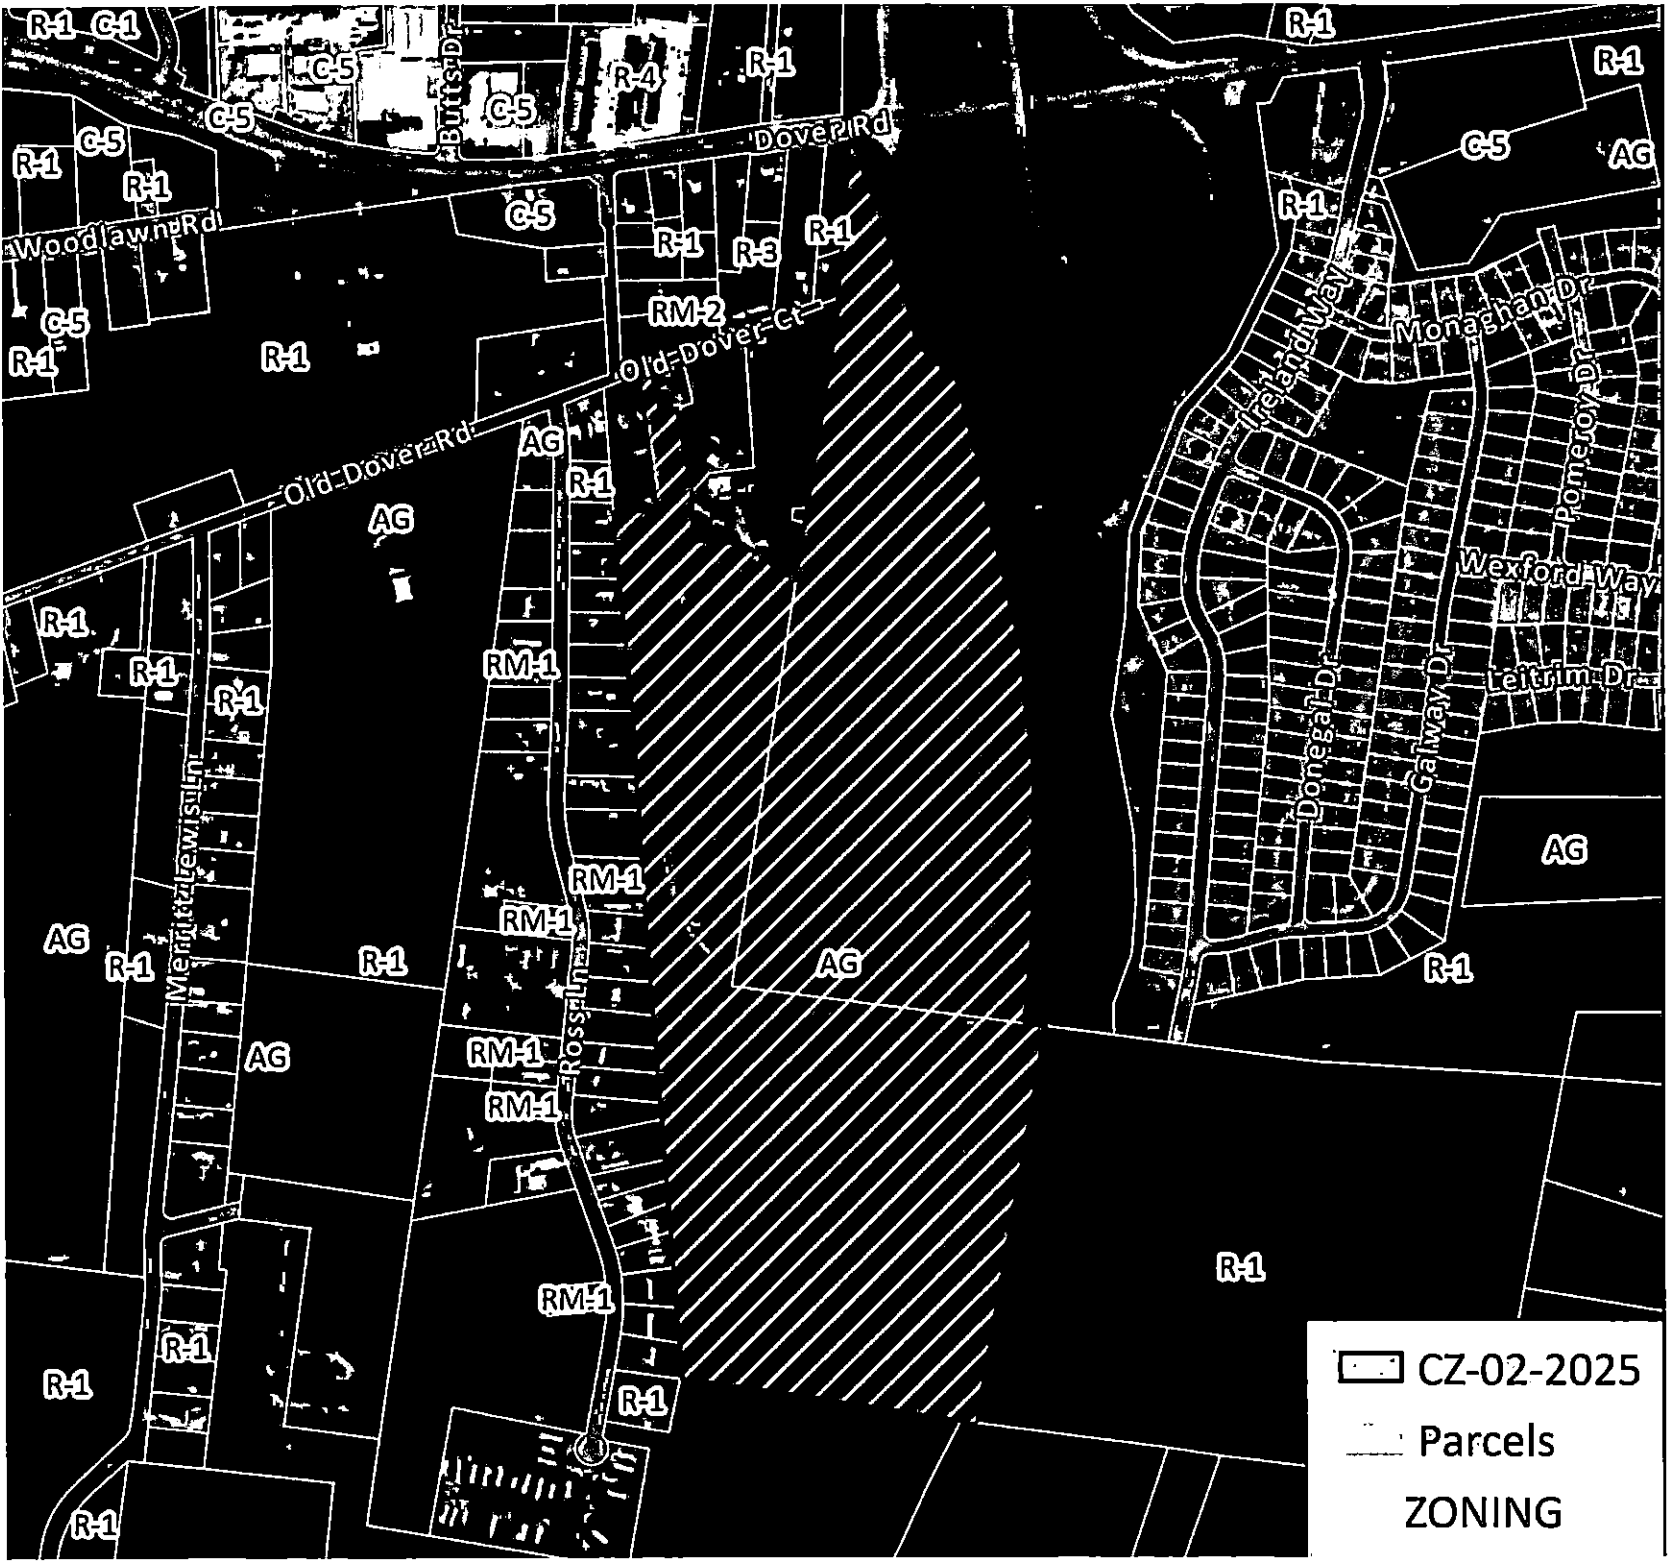 R-1 C-1
R-1
C-5
R-4
R-1
R-1
C-5
C-5
Butts Dr
Dover Rd
C-5
R-1
C-5
AG
R-1
Woodlawn Rd
C-5
R-1
R-1
R-3
R-1
C-5
R-1
R-1
RM-2
Old Dover Ct
Ireland Way
Monaghan Dr
Pomeroy Dr
Old Dover Rd
AG
R-1
AG
Wexford Way
R-1
R-1
R-1
RM-1
Leitrim Dr
Donegal Dr
Galway Dr
Merritt Lewis Ln
AG
RM-1
RM-1
AG
R-1
R-1
AG
R-1
Ross Ln
RM-1
AG
RM-1
R-1
RM-1
R-1
R-1
R-1
R-1
CZ-02-2025
Parcels
ZONING